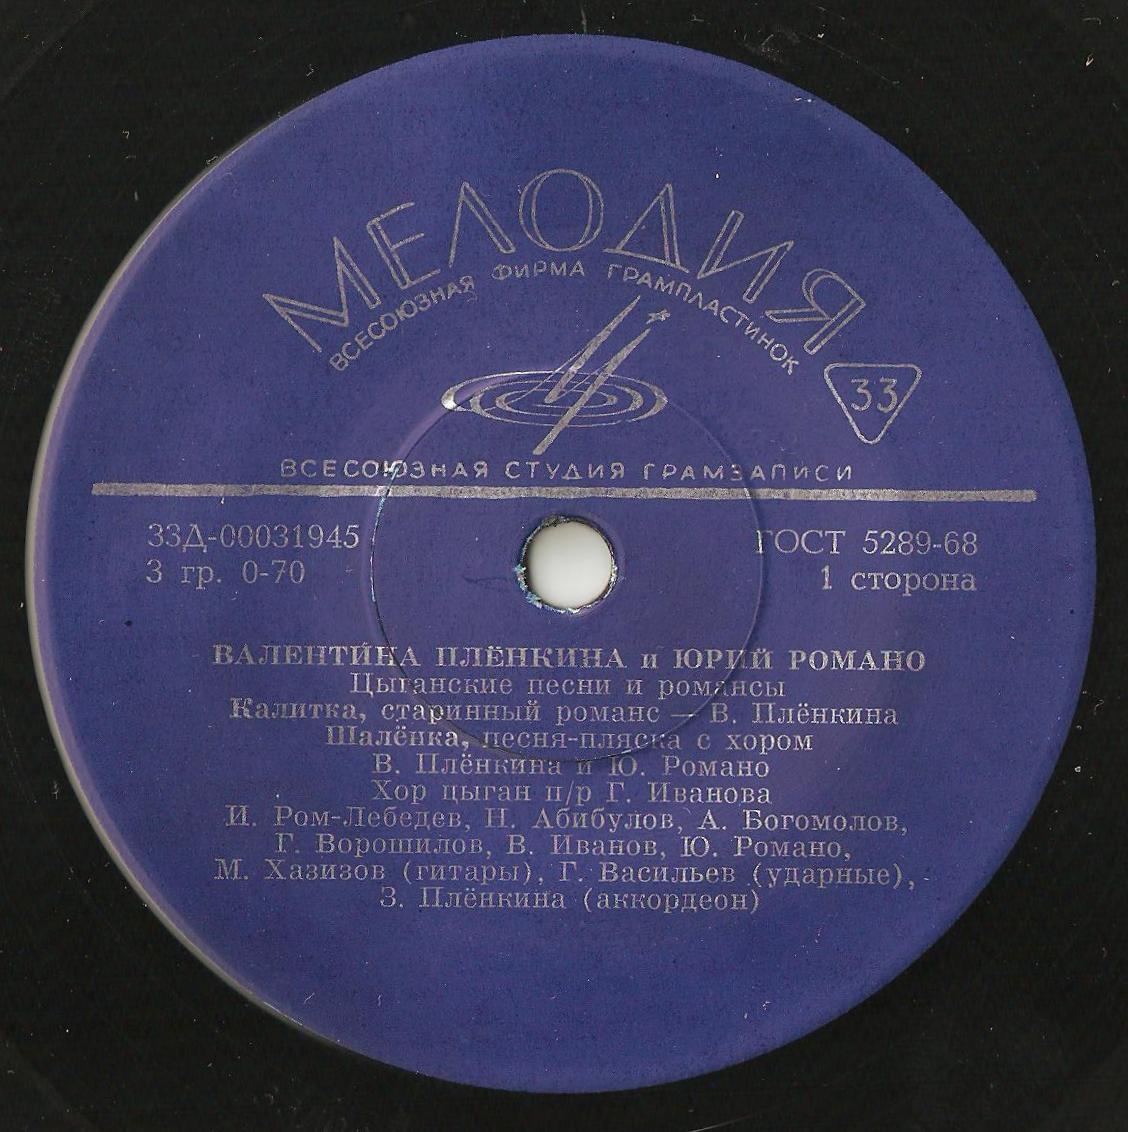 МЕЛОДИЯ
ВСЕСОЮЗНАЯ ФИРМА ГРАМПЛАСТИНОК
33
ВСЕСОЮЗНАЯ СТУДИЯ ГРАМЗАПИСИ
33Д-00031945
ГОСТ 5289-68
3 гр. 0-70
1 сторона
ВАЛЕНТИНА ПЛЁНКИНА и ЮРИЙ РОМАНО
Цыганские песни и романсы
Калитка, старинный романс — В. Плёнкина
Шалёнка, песня-пляска с хором
В. Плёнкина и Ю. Романо
Хор цыган п/р Г. Иванова
И. Ром-Лебедев, Н. Абибулов, А. Богомолов,
Г. Ворошилов, В. Иванов, Ю. Романо,
М. Хазизов (гитары), Г. Васильев (ударные),
З. Плёнкина (аккордеон)